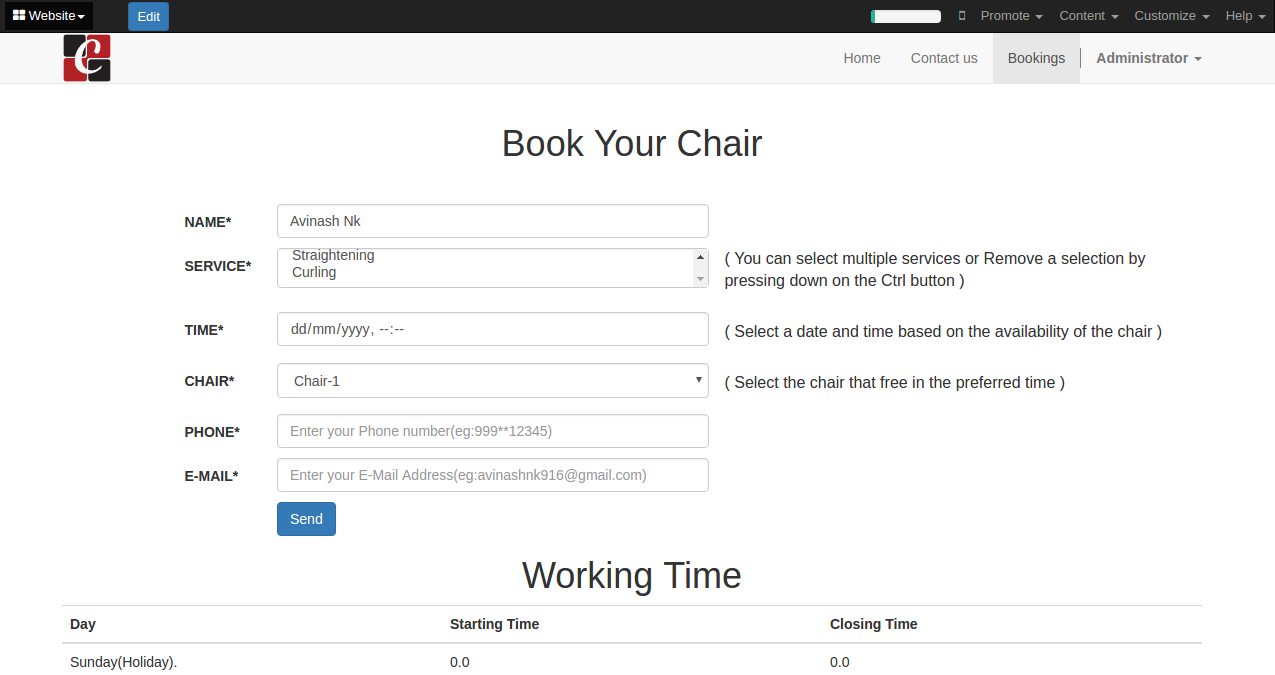 Website Edit Promote Content Customize Help
C Home Contact us Bookings Administrator
Book Your Chair
NAME* Avinash Nk
SERVICE* Straightening
Curling
( You can select multiple services or Remove a selection by
pressing down on the Ctrl button )
TIME* dd/mm/yyyy, --:-- ( Select a date and time based on the availability of the chair )
CHAIR* Chair-1 ( Select the chair that free in the preferred time )
PHONE* Enter your Phone number(eg:999**12345)
E-MAIL* Enter your E-Mail Address(eg:avinashnk916@gmail.com)
Send
Working Time
Day Starting Time Closing Time
Sunday(Holiday). 0.0 0.0